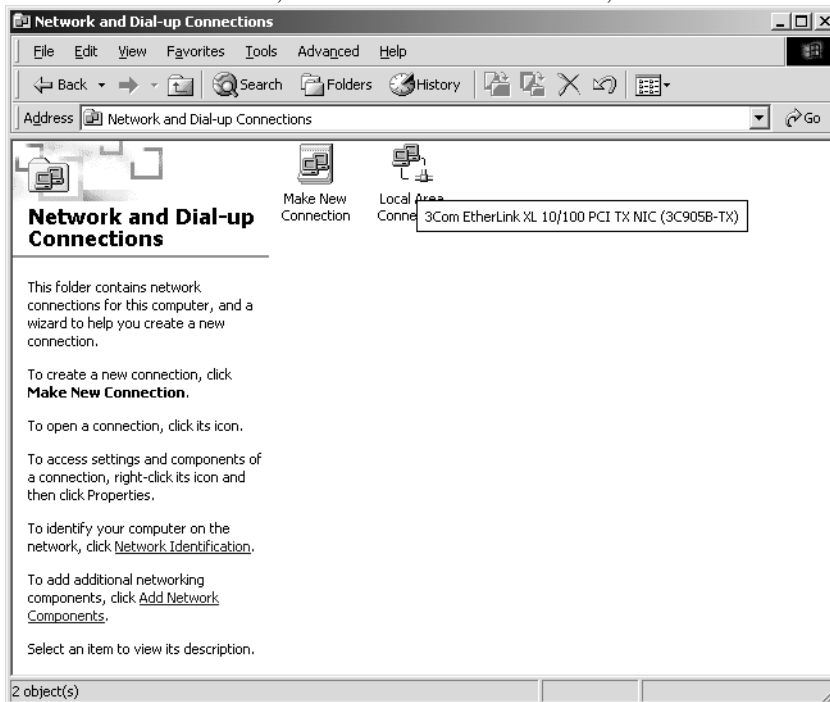 Network and Dial-up Connections
File Edit View Favorites Tools Advanced Help
Back Search Folders History
Address Network and Dial-up Connections Go
Network and Dial-up
Connections
This folder contains network
connections for this computer, and a
wizard to help you create a new
connection.
To create a new connection, click
Make New Connection.
To open a connection, click its icon.
To access settings and components of
a connection, right-click its icon and
then click Properties.
To identify your computer on the
network, click Network Identification.
To add additional networking
components, click Add Network
Components.
Select an item to view its description.
Make New
Connection
Local Area
Conne
3Com EtherLink XL 10/100 PCI TX NIC (3C905B-TX)
2 object(s)